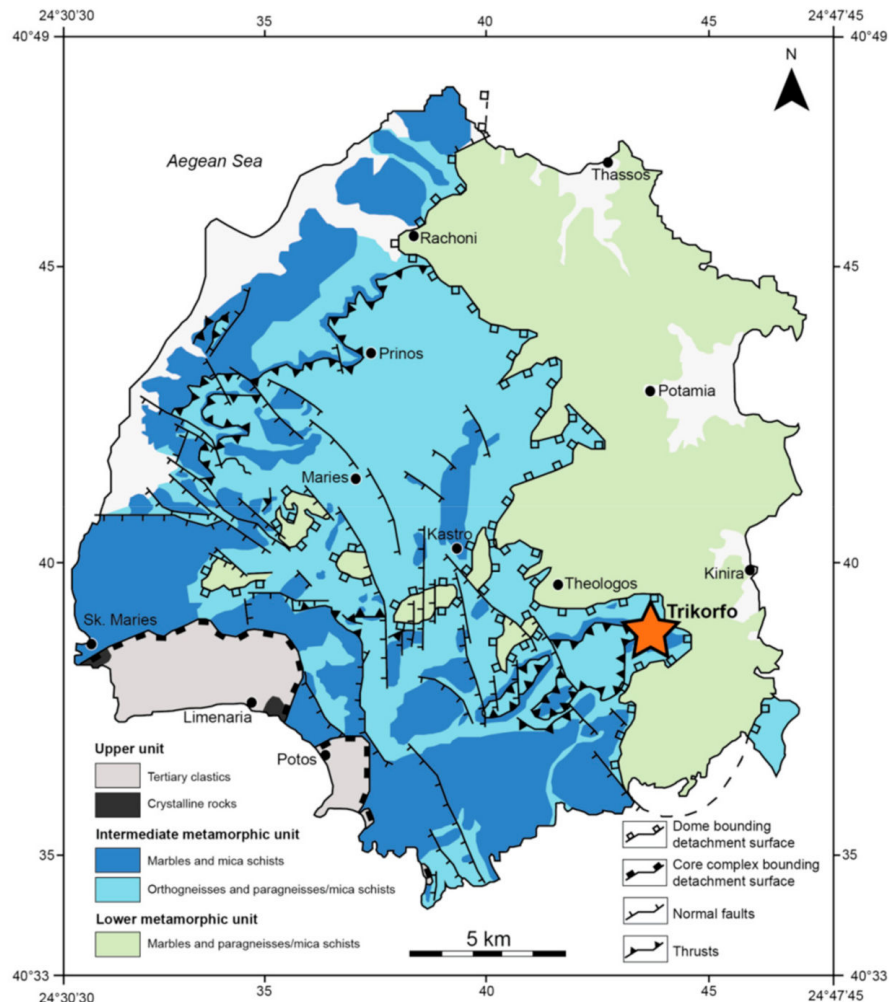 24°30'30 35 40 45 24°47'45
40°49 40°49
N
Aegean Sea
Thassos
Rachoni
45 45
Prinos
Potamia
Maries
Kastro
40 40
Theologos
Kinira
Trikorfo
Sk. Maries
Limenaria
Potos
Upper unit
Tertiary clastics
Crystalline rocks
Intermediate metamorphic unit
Marbles and mica schists
Orthogneisses and paragneisses/mica schists
Lower metamorphic unit
Marbles and paragneisses/mica schists
Dome bounding
detachment surface
Core complex bounding
detachment surface
Normal faults
Thrusts
35 35
5 km
40°33 40°33
24°30'30 35 40 45 24°47'45